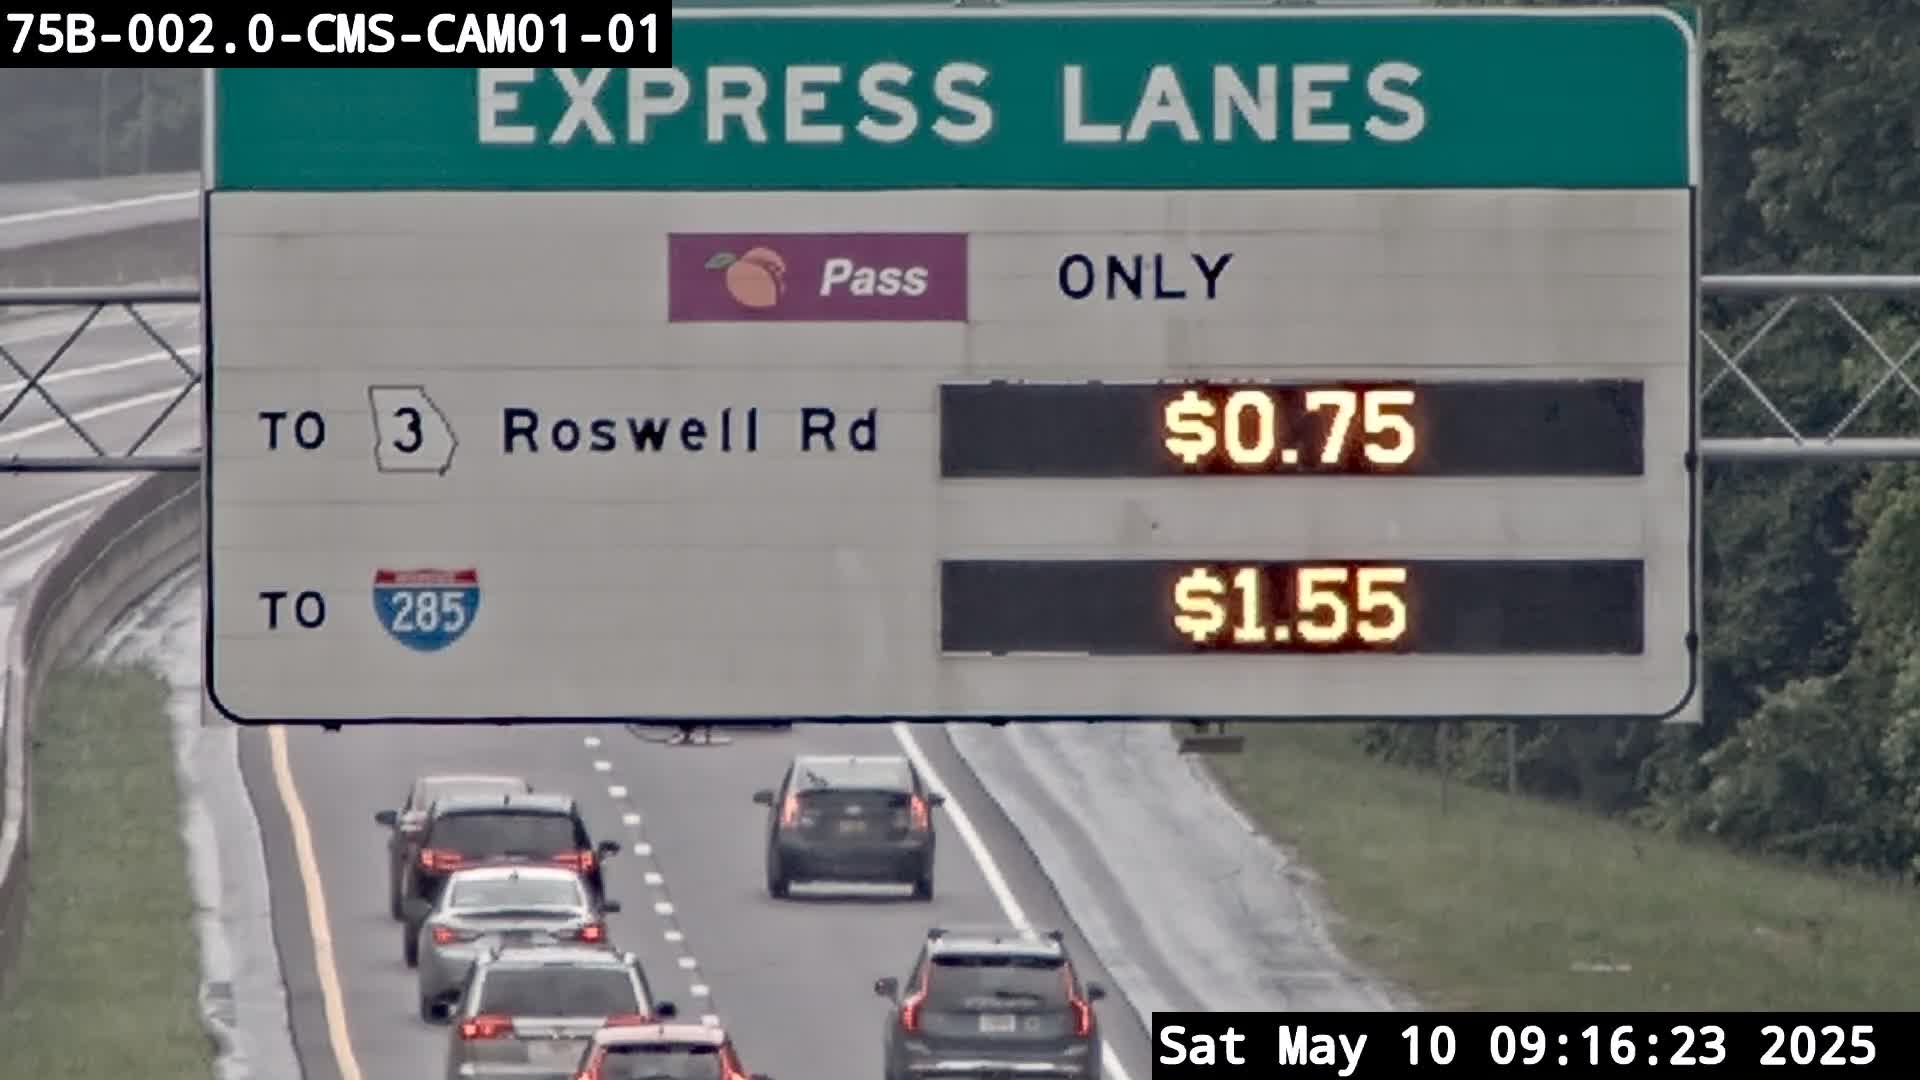 75B-002.0-CMS-CAM01-01
EXPRESS LANES
Pass ONLY
TO 3 Roswell Rd $0.75
TO 285 $1.55
Sat May 10 09:16:23 2025